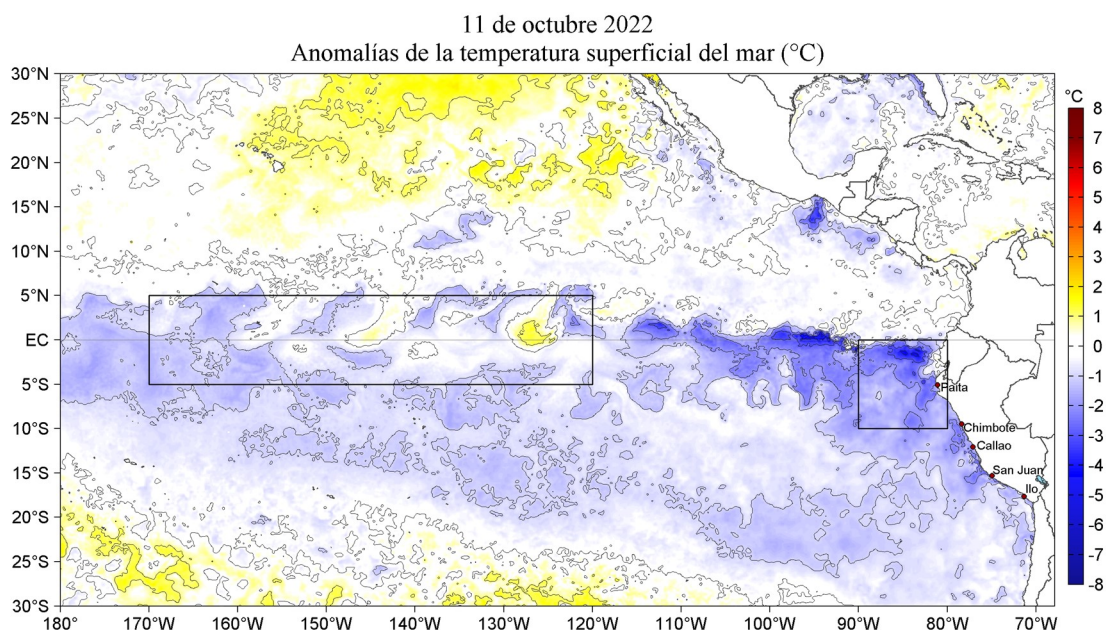 11 de octubre 2022
Anomalías de la temperatura superficial del mar (°C)
30°N
25°N
20°N
15°N
10°N
5°N
EC
5°S
10°S
15°S
20°S
25°S
30°S
180
170°W
160°W
150°W
140°W
130°W
120°W
110°W
100°W
90°W
80°W
70°W
Paita
Chimbote
Callao
San Juan
Ilo
°C
8
7
6
5
4
3
2
1
0
-1
-2
-3
-4
-5
-6
-7
-8